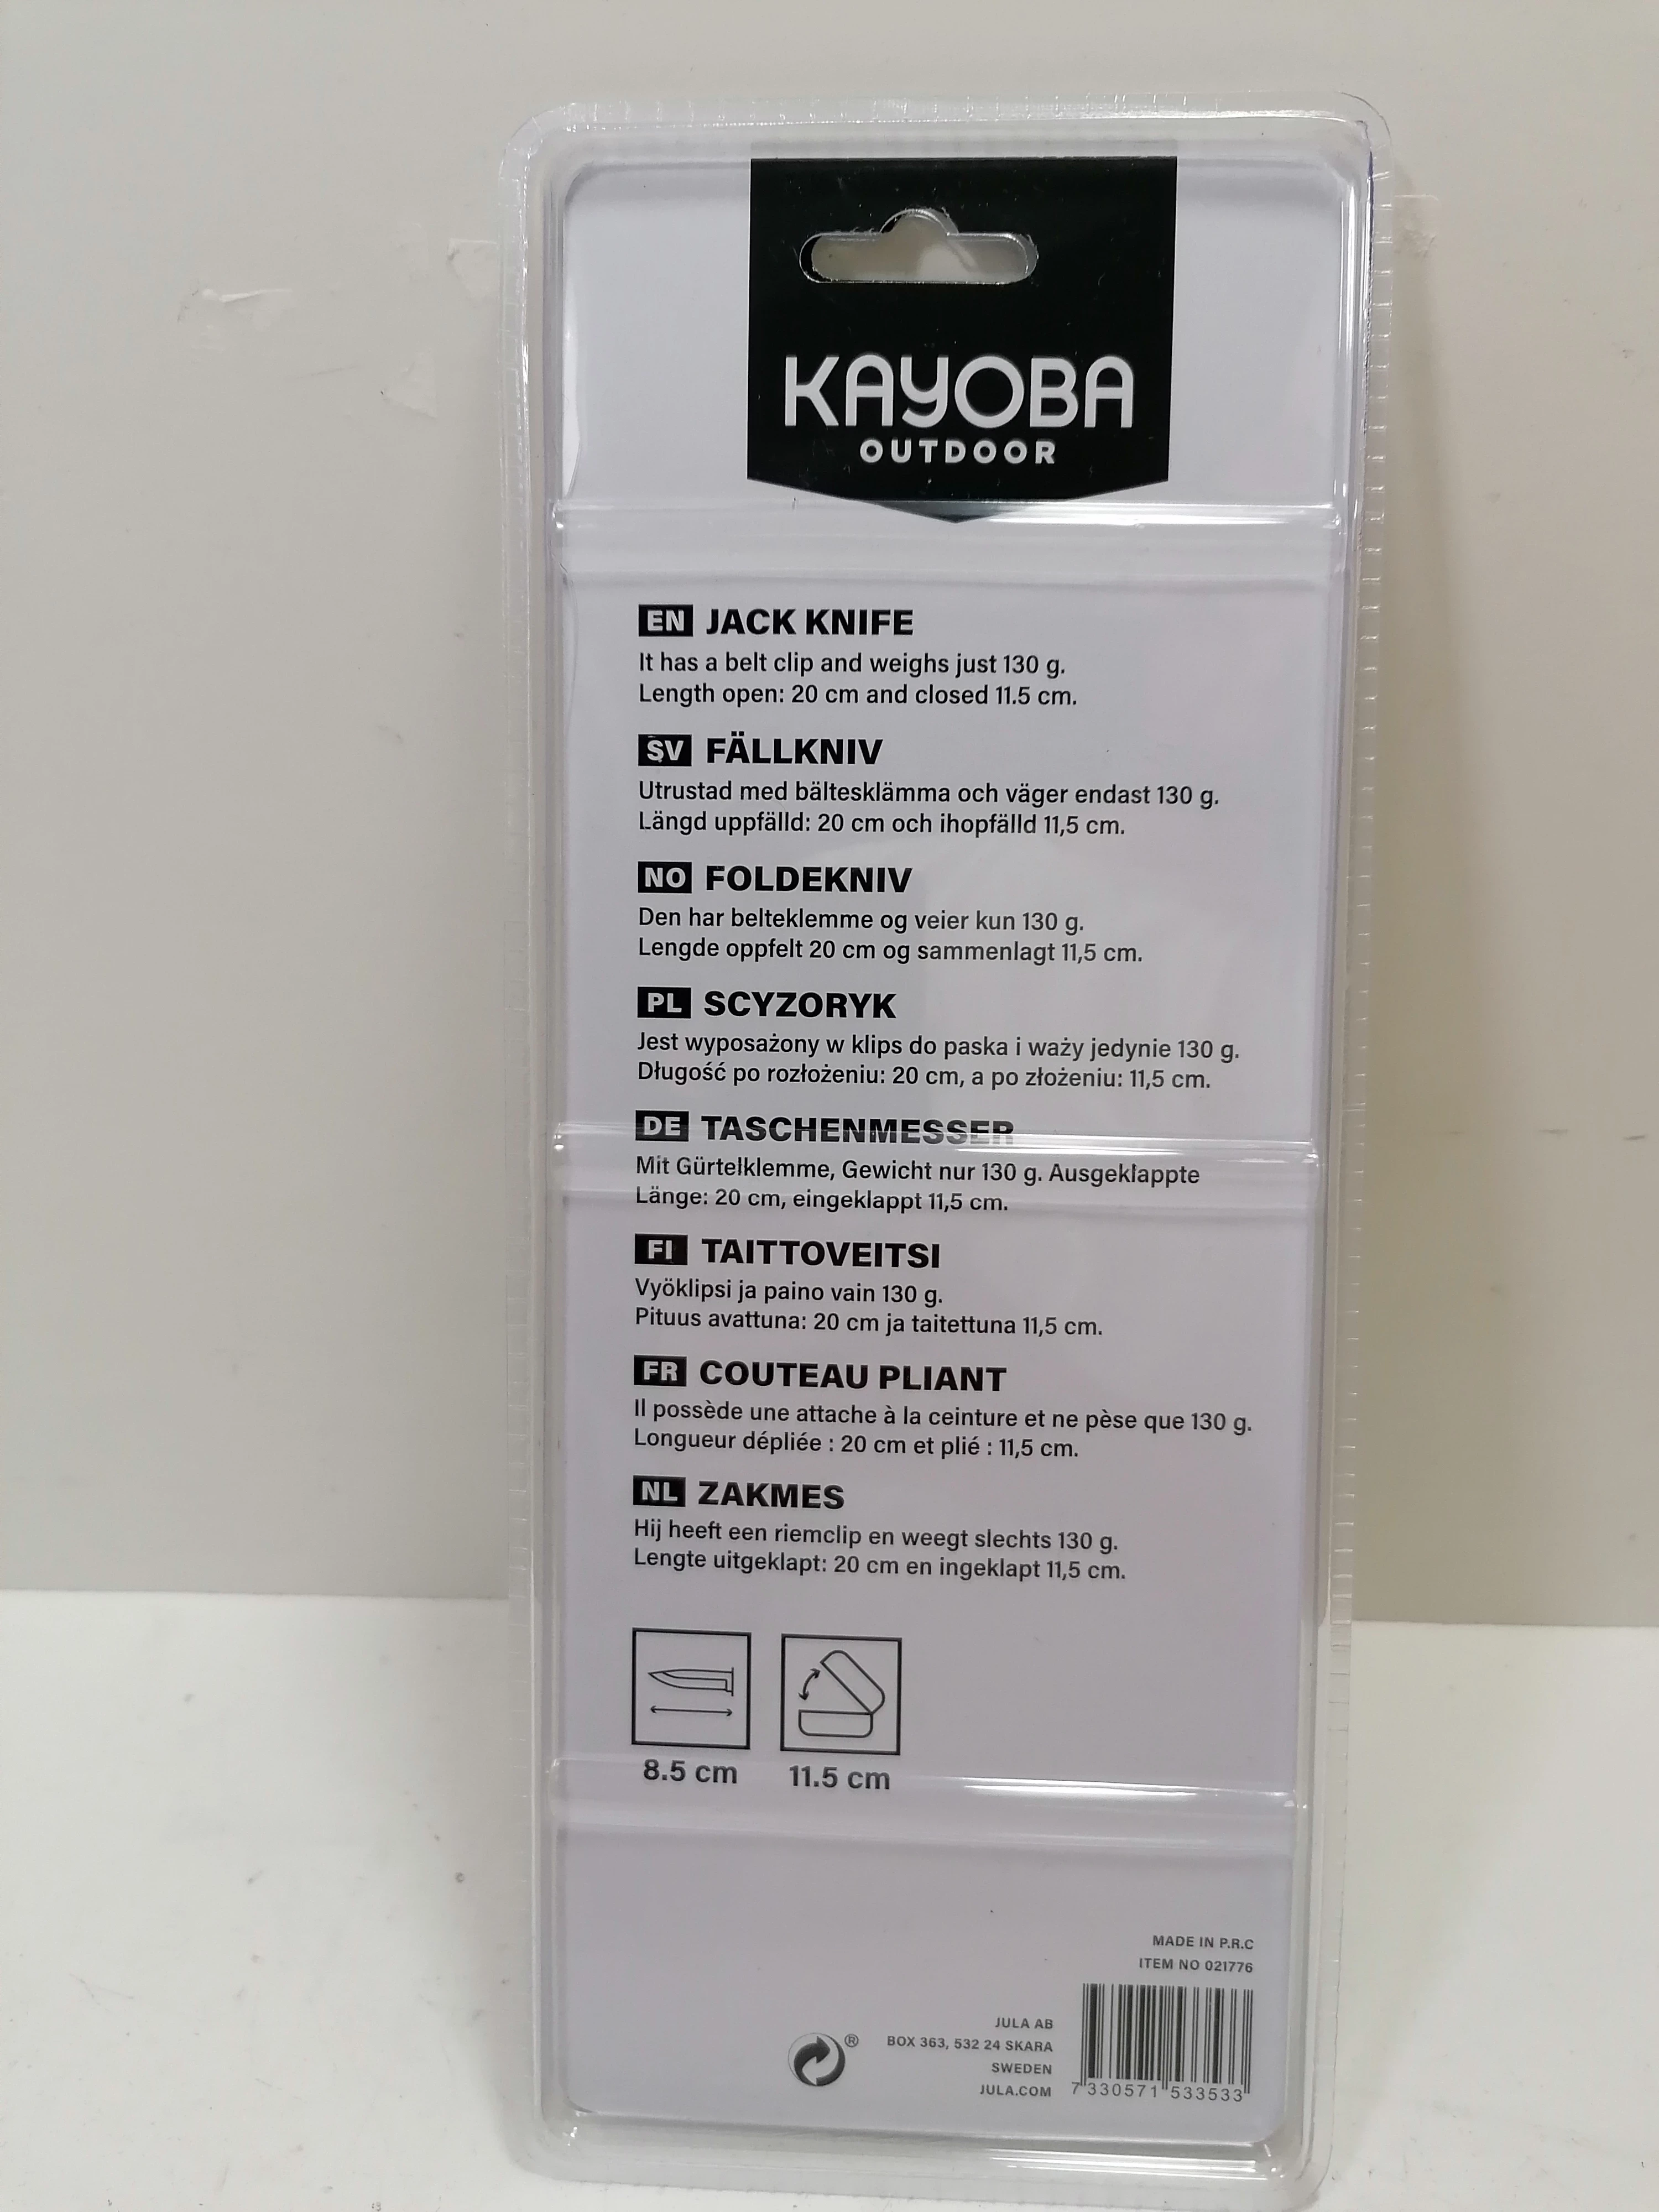 KAYOBA
OUTDOOR
EN JACK KNIFE
It has a belt clip and weighs just 130 g.
Length open: 20 cm and closed 11.5 cm.
SV FÄLLKNIV
Utrustad med bältesklämma och väger endast 130 g.
Längd uppfälld: 20 cm och ihopfälld 11,5 cm.
NO FOLDEKNIV
Den har belteklemme og veier kun 130 g.
Lengde oppfelt 20 cm og sammenlagt 11,5 cm.
PL SCYZORYK
Jest wyposażony w klips do paska i waży jedynie 130 g.
Długość po rozłożeniu: 20 cm, a po złożeniu: 11,5 cm.
DE TASCHENMESSER
Mit Gürtelklemme, Gewicht nur 130 g. Ausgeklappte
Länge: 20 cm, eingeklappt 11,5 cm.
FI TAITTOVEITSI
Vyöklipsi ja paino vain 130 g.
Pituus avattuna: 20 cm ja taitettuna 11,5 cm.
FR COUTEAU PLIANT
Il possède une attache à la ceinture et ne pèse que 130 g.
Longueur dépliée : 20 cm et plié : 11,5 cm.
NL ZAKMES
Hij heeft een riemclip en weegt slechts 130 g.
Lengte uitgeklapt: 20 cm en ingeklapt 11,5 cm.
8.5 cm 11.5 cm
MADE IN P.R.C
ITEM NO 021776
JULA AB
BOX 363, 532 24 SKARA
SWEDEN
JULA.COM
®
7 330571 533533